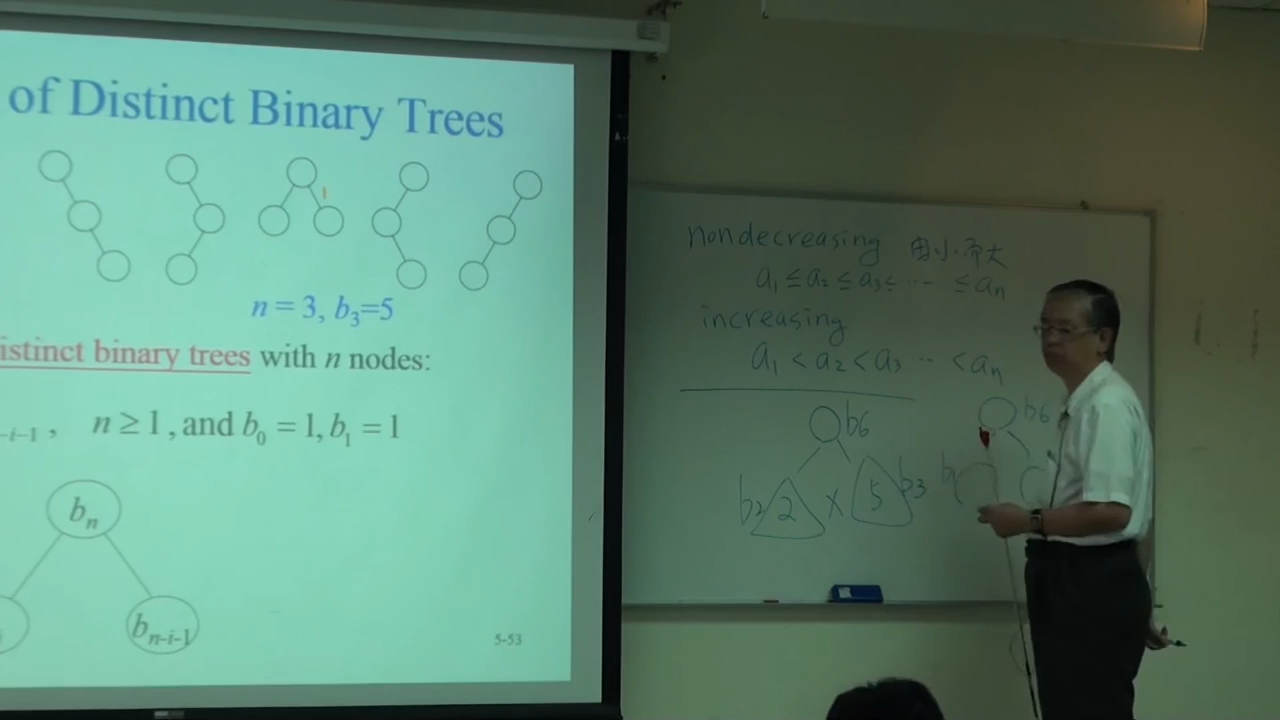 of Distinct Binary Trees
n = 3, b₃=5
istinct binary trees with n nodes:
₋ᵢ₋₁ , n ≥ 1 , and b₀ = 1, b₁ = 1
bₙ
bₙ₋ᵢ₋₁
5-53
nondecreasing 由小而大
a₁ ≤ a₂ ≤ a₃ ≤ ⋯ ≤ aₙ
increasing
a₁ < a₂ < a₃ ⋯ < aₙ
b6
b₂ 2 × 5 b₃
b6